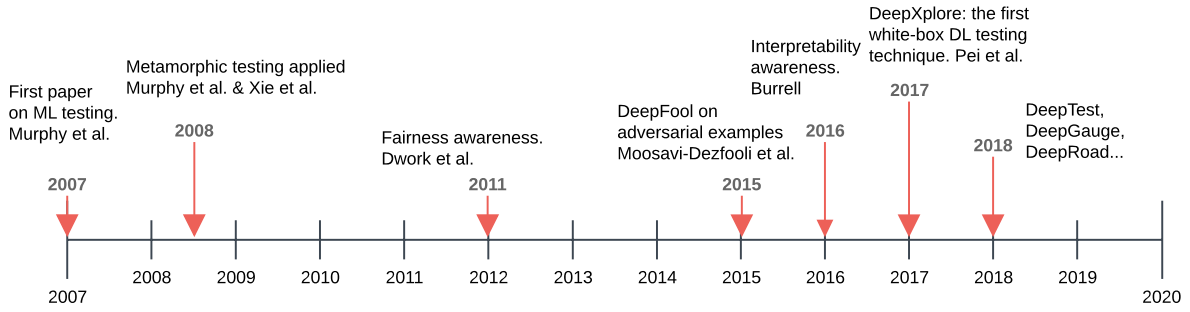 First paper
on ML testing.
Murphy et al.
2007
Metamorphic testing applied
Murphy et al. & Xie et al.
2008
Fairness awareness.
Dwork et al.
2011
DeepFool on
adversarial examples
Moosavi-Dezfooli et al.
2015
Interpretability
awareness.
Burrell
2016
DeepXplore: the first
white-box DL testing
technique. Pei et al.
2017
DeepTest,
DeepGauge,
DeepRoad...
2018
2007
2008
2009
2010
2011
2012
2013
2014
2015
2016
2017
2018
2019
2020